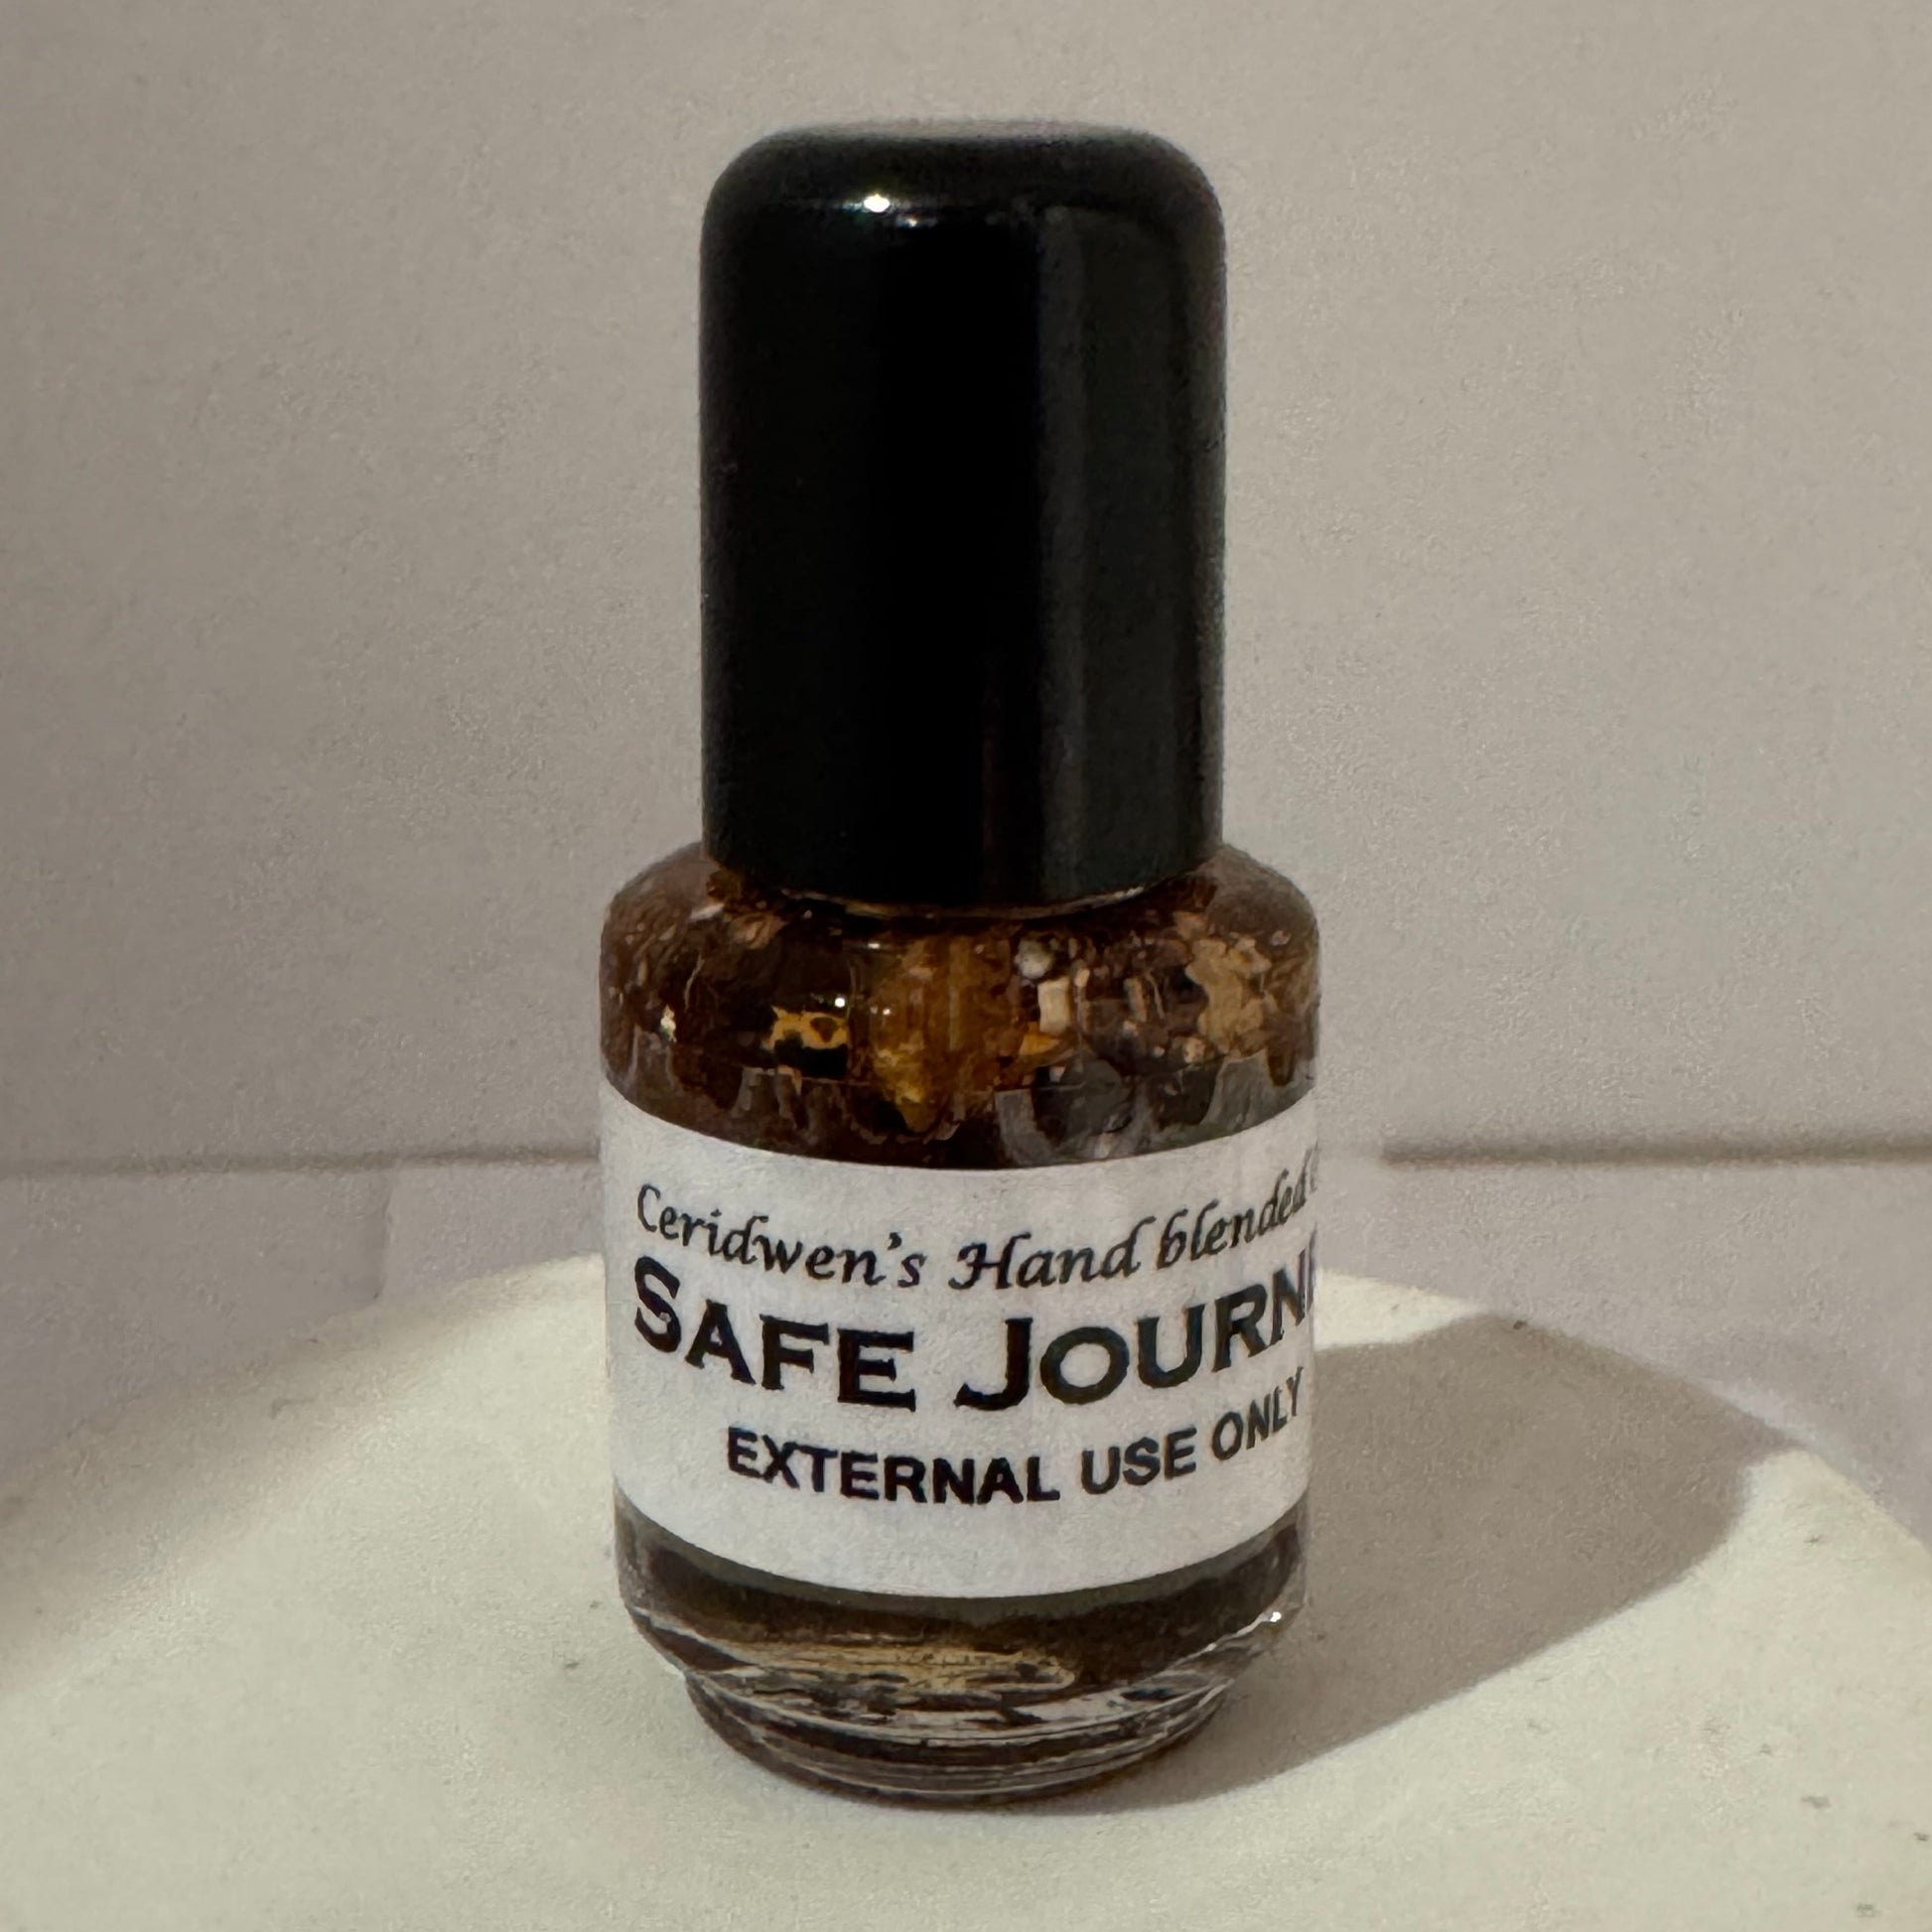 Ceridwen's Hand blended
SAFE JOURN
EXTERNAL USE ONLY